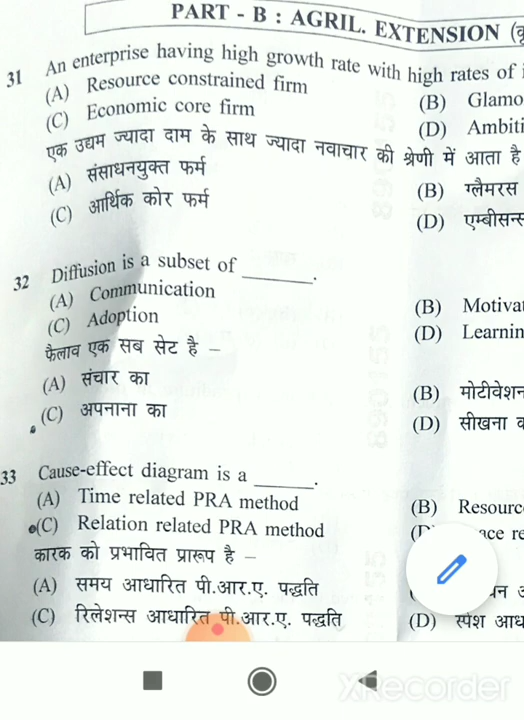 PART - B : AGRIL. EXTENSION
31 An enterprise having high growth rate with high rates of
(A) Resource constrained firm
(B) Glamo
(C) Economic core firm
(D) Ambiti
एक उद्यम ज्यादा दाम के साथ ज्यादा नवाचार की श्रेणी में आता है
(A) संसाधनयुक्त फर्म
(B) ग्लैमरस
(C) आर्थिक कोर फर्म
(D) एम्बीसन्स
32 Diffusion is a subset of ______.
(A) Communication
(B) Motiva
(C) Adoption
(D) Learnin
फैलाव एक सब सेट है –
(A) संचार का
(B) मोटीवेशन
(C) अपनाना का
(D) सीखना
33 Cause-effect diagram is a ______.
(A) Time related PRA method
(B) Resourc
(C) Relation related PRA method
ace re
कारक को प्रभावित प्रारूप है –
(A) समय आधारित पी.आर.ए. पद्धति
(C) रिलेशन्स आधारित पी.आर.ए. पद्धति
(D) स्पेश आध
890155
XRecorder